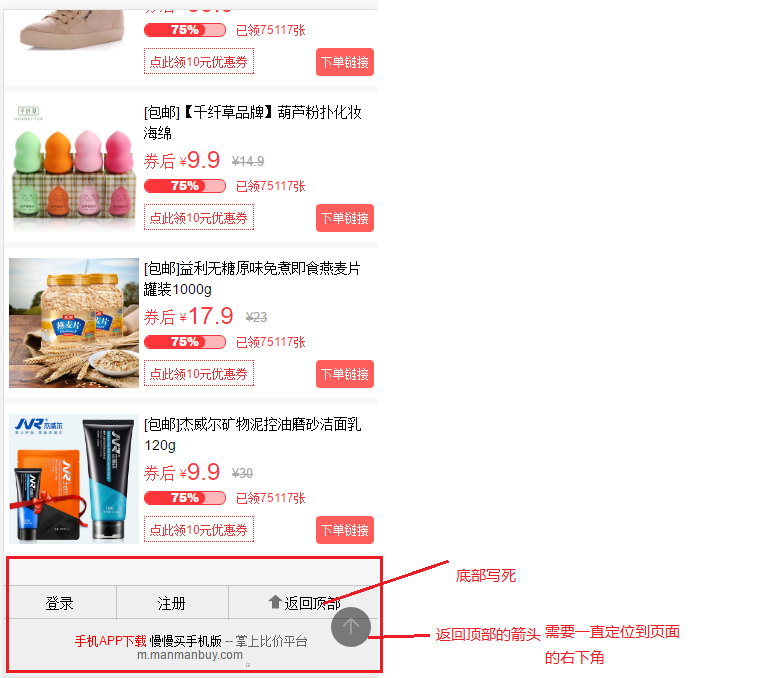 75%
已领75117张
点此领10元优惠券
下单链接
[包邮]【千纤草品牌】葫芦粉扑化妆
海绵
券后 ¥9.9 ¥14.9
75%
已领75117张
点此领10元优惠券
下单链接
[包邮]益利无糖原味免煮即食燕麦片
罐装1000g
券后 ¥17.9 ¥23
75%
已领75117张
点此领10元优惠券
下单链接
燕麦片
JVR 杰威尔
[包邮]杰威尔矿物泥控油磨砂洁面乳
120g
券后 ¥9.9 ¥30
75%
已领75117张
点此领10元优惠券
下单链接
底部写死
登录
注册
返回顶部
返回顶部的箭头 需要一直定位到页面
的右下角
手机APP下载 慢慢买手机版 -- 掌上比价平台
m.manmanbuy.com